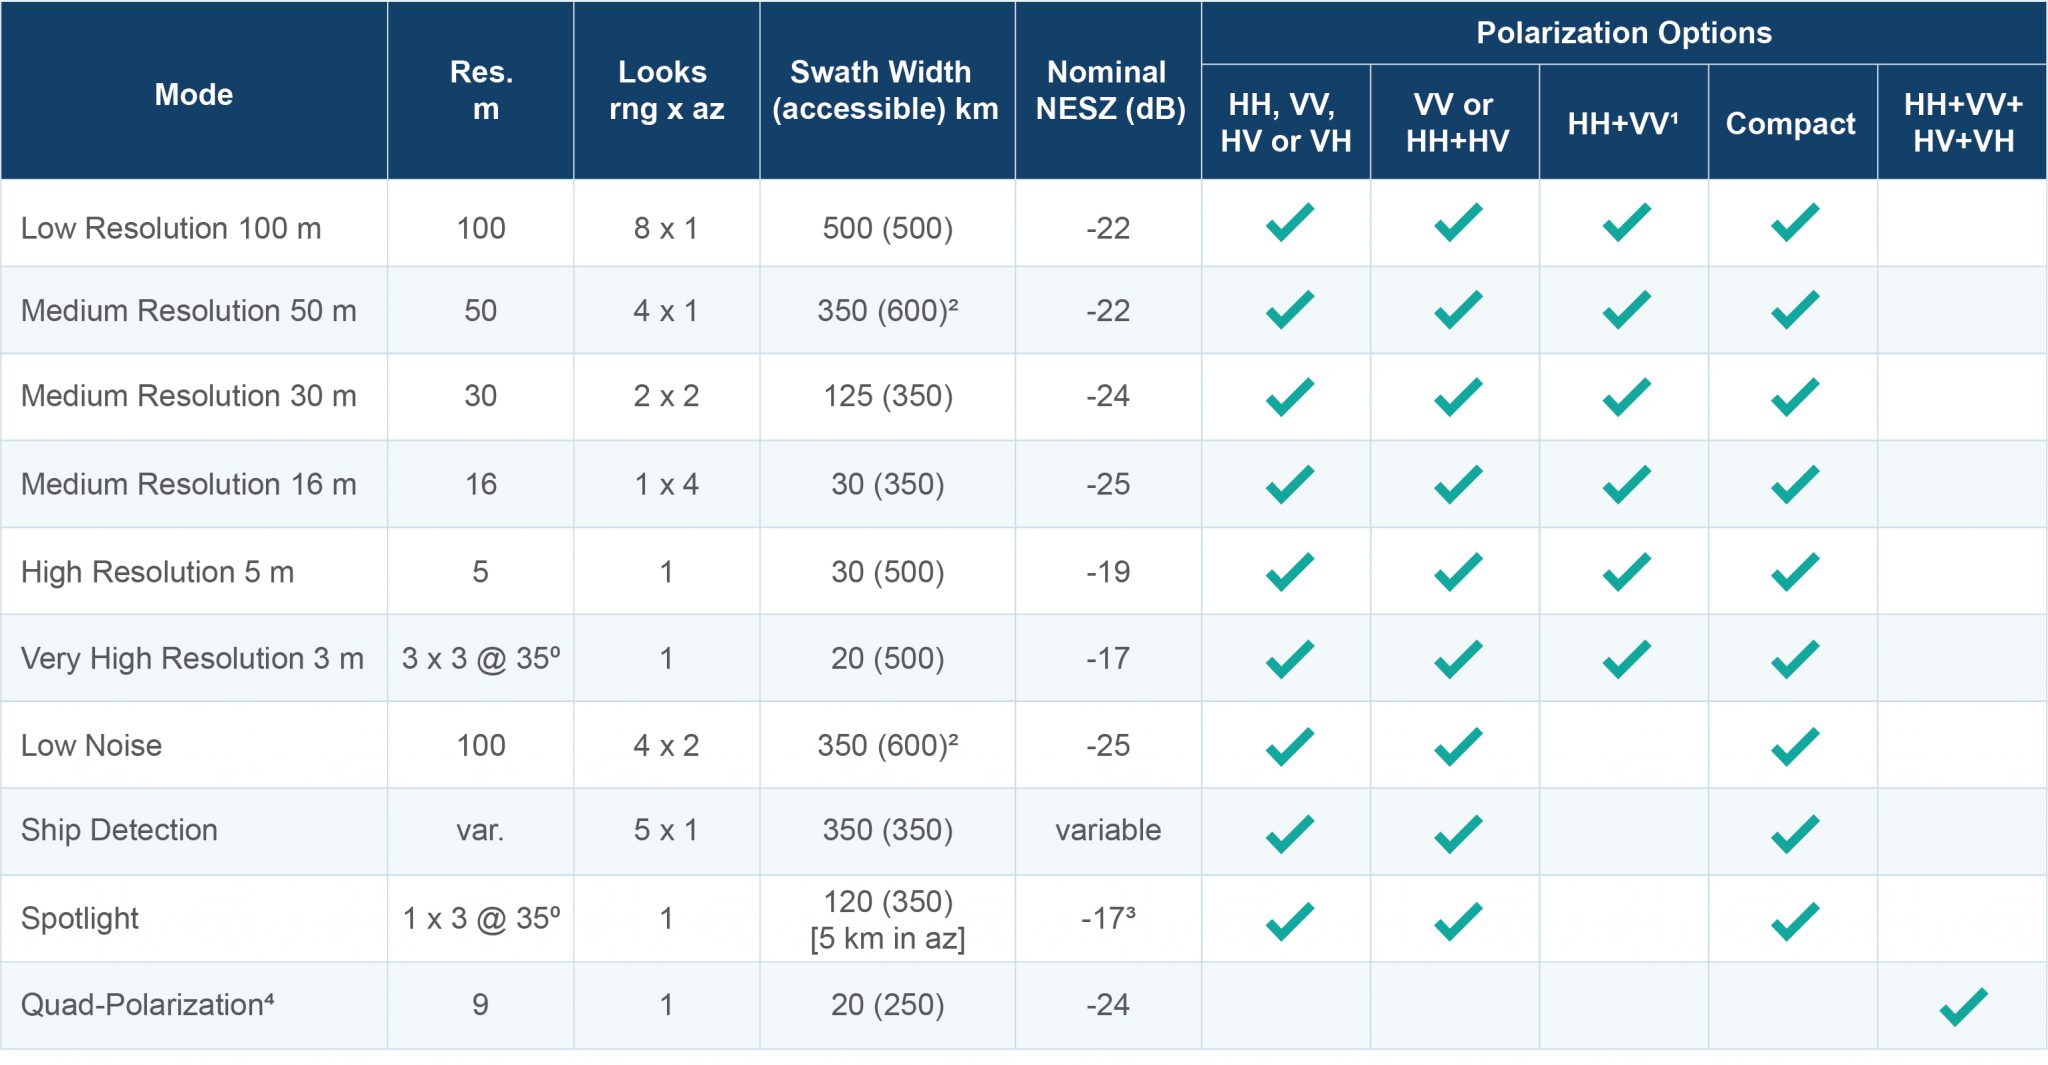 Mode
Res.
m
Looks
rng x az
Swath Width
(accessible) km
Nominal
NESZ (dB)
Polarization Options
HH, VV,
HV or VH
VV or
HH+HV
HH+VV¹
Compact
HH+VV+
HV+VH
Low Resolution 100 m 100 8 x 1 500 (500) -22
Medium Resolution 50 m 50 4 x 1 350 (600)² -22
Medium Resolution 30 m 30 2 x 2 125 (350) -24
Medium Resolution 16 m 16 1 x 4 30 (350) -25
High Resolution 5 m 5 1 30 (500) -19
Very High Resolution 3 m 3 x 3 @ 35º 1 20 (500) -17
Low Noise 100 4 x 2 350 (600)² -25
Ship Detection var. 5 x 1 350 (350) variable
Spotlight 1 x 3 @ 35º 1 120 (350) -17³
[5 km in az]
Quad-Polarization⁴ 9 1 20 (250) -24